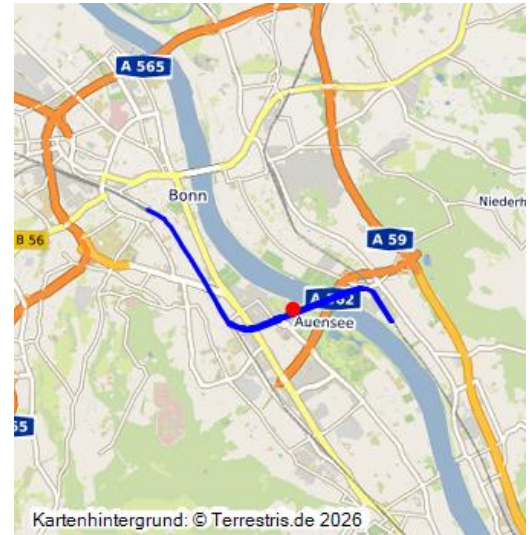 A 565
Bonn
Niederh
B 56
A 59
A 562
Auensee
65
Kartenhintergrund: © Terrestris.de 2026